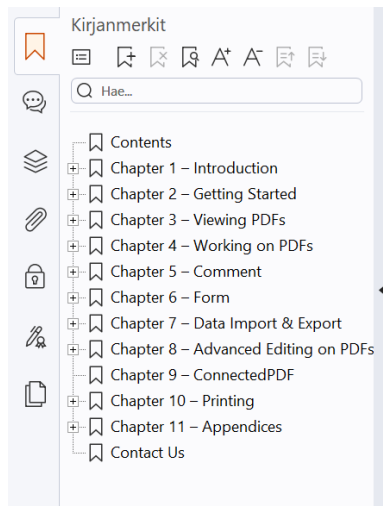 Kirjanmerkit
Hae...
Contents
Chapter 1 – Introduction
Chapter 2 – Getting Started
Chapter 3 – Viewing PDFs
Chapter 4 – Working on PDFs
Chapter 5 – Comment
Chapter 6 – Form
Chapter 7 – Data Import & Export
Chapter 8 – Advanced Editing on PDFs
Chapter 9 – ConnectedPDF
Chapter 10 – Printing
Chapter 11 – Appendices
Contact Us